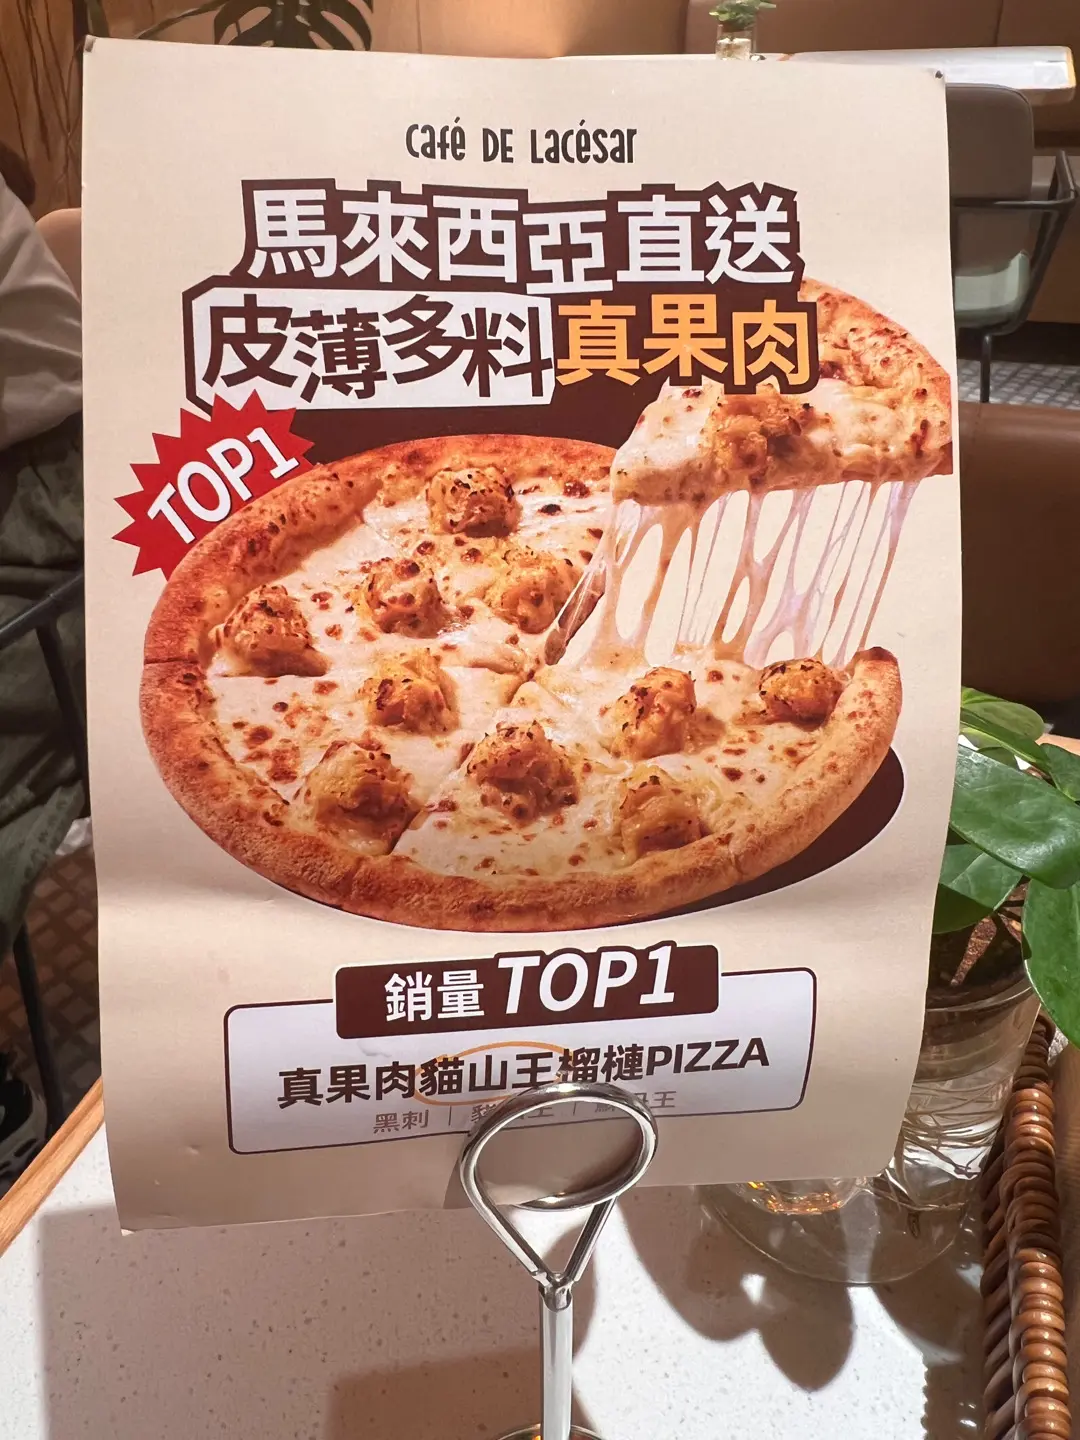 café DE Lacésar
馬來西亞直送
皮薄多料真果肉
TOP1
銷量TOP1
真果肉貓山王榴槤PIZZA
黑刺 | 王 | 王